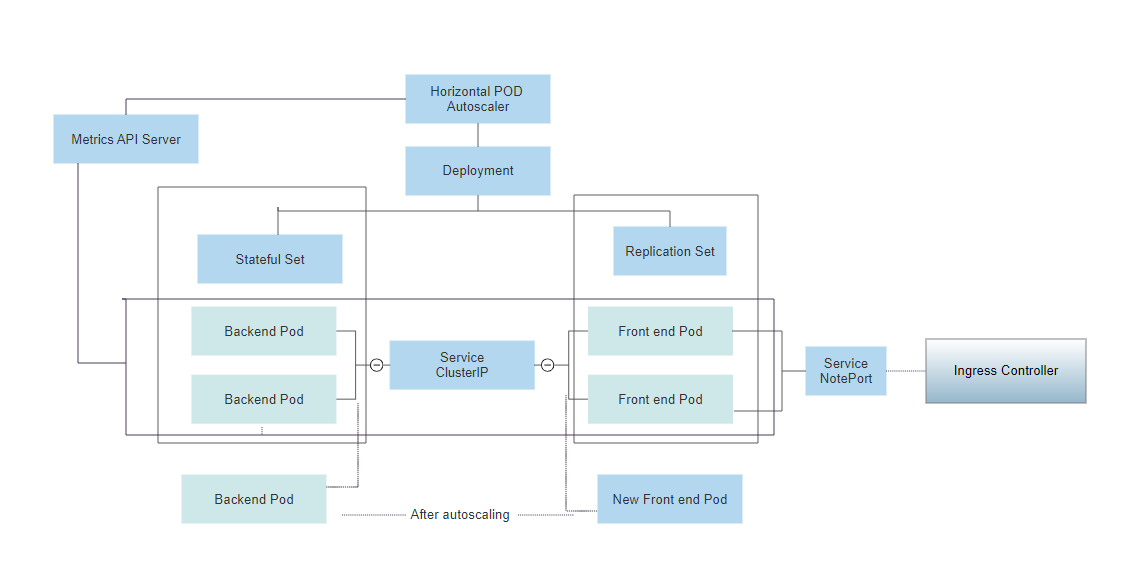 Horizontal POD
Autoscaler
Metrics API Server
Deployment
Stateful Set
Replication Set
Backend Pod
Front end Pod
Service
ClusterIP
Service
NotePort
Ingress Controller
Backend Pod
Front end Pod
Backend Pod
New Front end Pod
After autoscaling